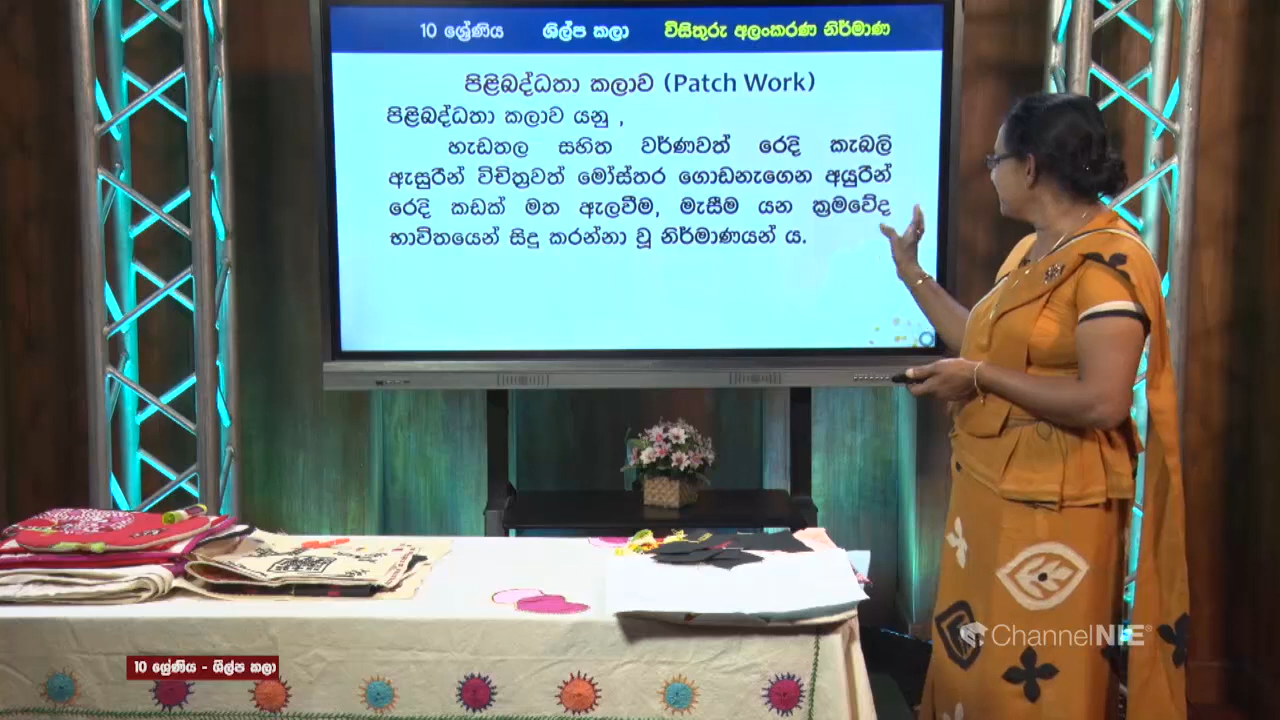 10 ශ්‍රේණිය ශිල්ප කලා විසිතුරු අලංකරණ නිර්මාණ
පිළිබද්ධතා කලාව (Patch Work)
පිළිබද්ධතා කලාව යනු ,
හැඩතල සහිත වර්ණවත් රෙදි කැබලි
ඇසුරීන් විචිත්‍රවත් මෝස්තර ගොඩනැගෙන අයුරීන්
රෙදි කඩක් මත ඇලවීම, මැසීම යන ක්‍රමවේද
භාවිතයෙන් සිදු කරන්නා වූ නිර්මාණයන් ය.
ChannelNIE
10 ශ්‍රේණිය - ශිල්ප කලා